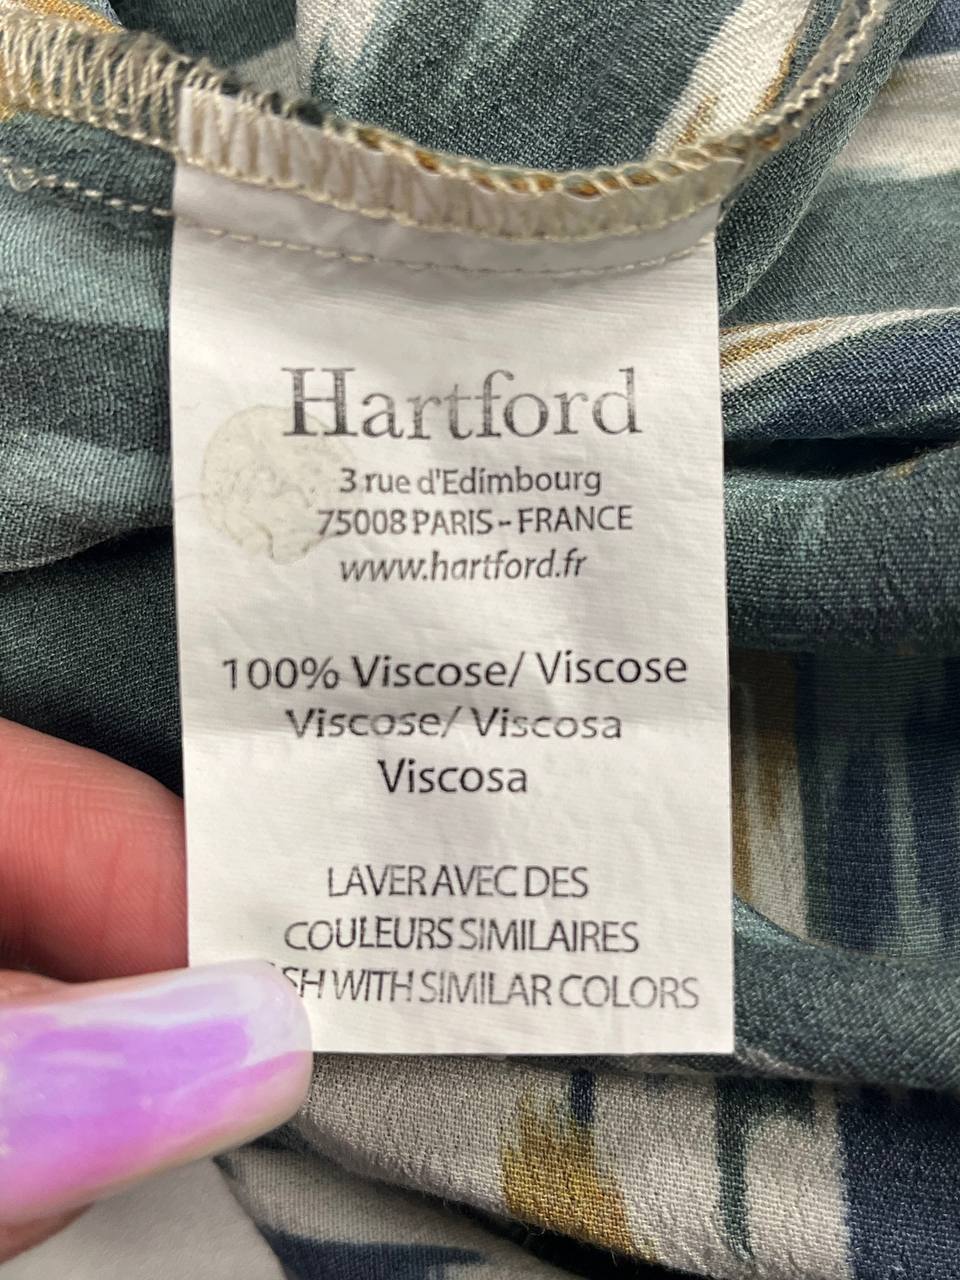 Hartford
3 rue d'Edimbourg
75008 PARIS - FRANCE
www.hartford.fr
100% Viscose/ Viscose
Viscose/ Viscosa
Viscosa
LAVER AVEC DES
COULEURS SIMILAIRES
WITH SIMILAR COLORS